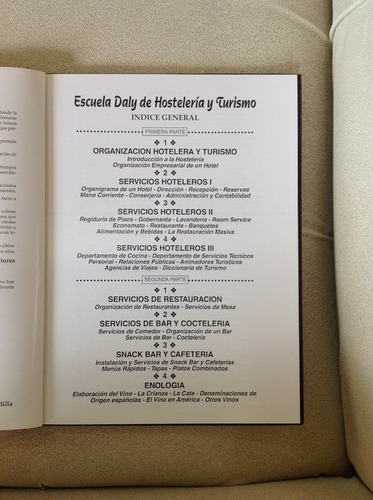 Escuela Daly de Hostelería y Turismo
INDICE GENERAL
PRIMERA PARTE
❖ 1 ❖
ORGANIZACION HOTELERA Y TURISMO
Introducción a la Hostelería
Organización Empresarial de un Hotel
❖ 2 ❖
SERVICIOS HOTELEROS I
Organigrama de un Hotel - Dirección - Recepción - Reservas
Mano Corriente - Conserjería - Administración y Contabilidad
❖ 3 ❖
SERVICIOS HOTELEROS II
Regiduría de Pisos - Gobernanta - Lavandería - Room Service
Economato - Restaurante - Banquetes
Alimentación y Bebidas - La Restauración Masiva
❖ 4 ❖
SERVICIOS HOTELEROS III
Departamento de Cocina - Departamento de Servicios Técnicos
Personal - Relaciones Públicas - Animadores Turísticos
Agencias de Viajes - Diccionario de Turismo
SEGUNDA PARTE
❖ 1 ❖
SERVICIOS DE RESTAURACION
Organización de Restaurantes - Servicios de Mesa
❖ 2 ❖
SERVICIOS DE BAR Y COCTELERIA
Servicios de Comedor - Organización de un Bar
Servicios de Bar - Coctelería
❖ 3 ❖
SNACK BAR Y CAFETERIA
Instalación y Servicios de Snack Bar y Cafeterías
Menús Rápidos - Tapas - Platos Combinados
❖ 4 ❖
ENOLOGIA
Elaboración del Vino - La Crianza - La Cata - Denominaciones de
Origen españolas - El Vino en América - Otros Vinos